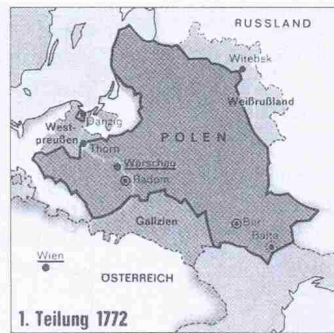 RUSSLAND
Witebsk
Weißrußland
Danzig
West-
preußen
POLEN
Thorn
Warschau
Radom
Galizien
Bar
Balta
Wien
ÖSTERREICH
1. Teilung 1772